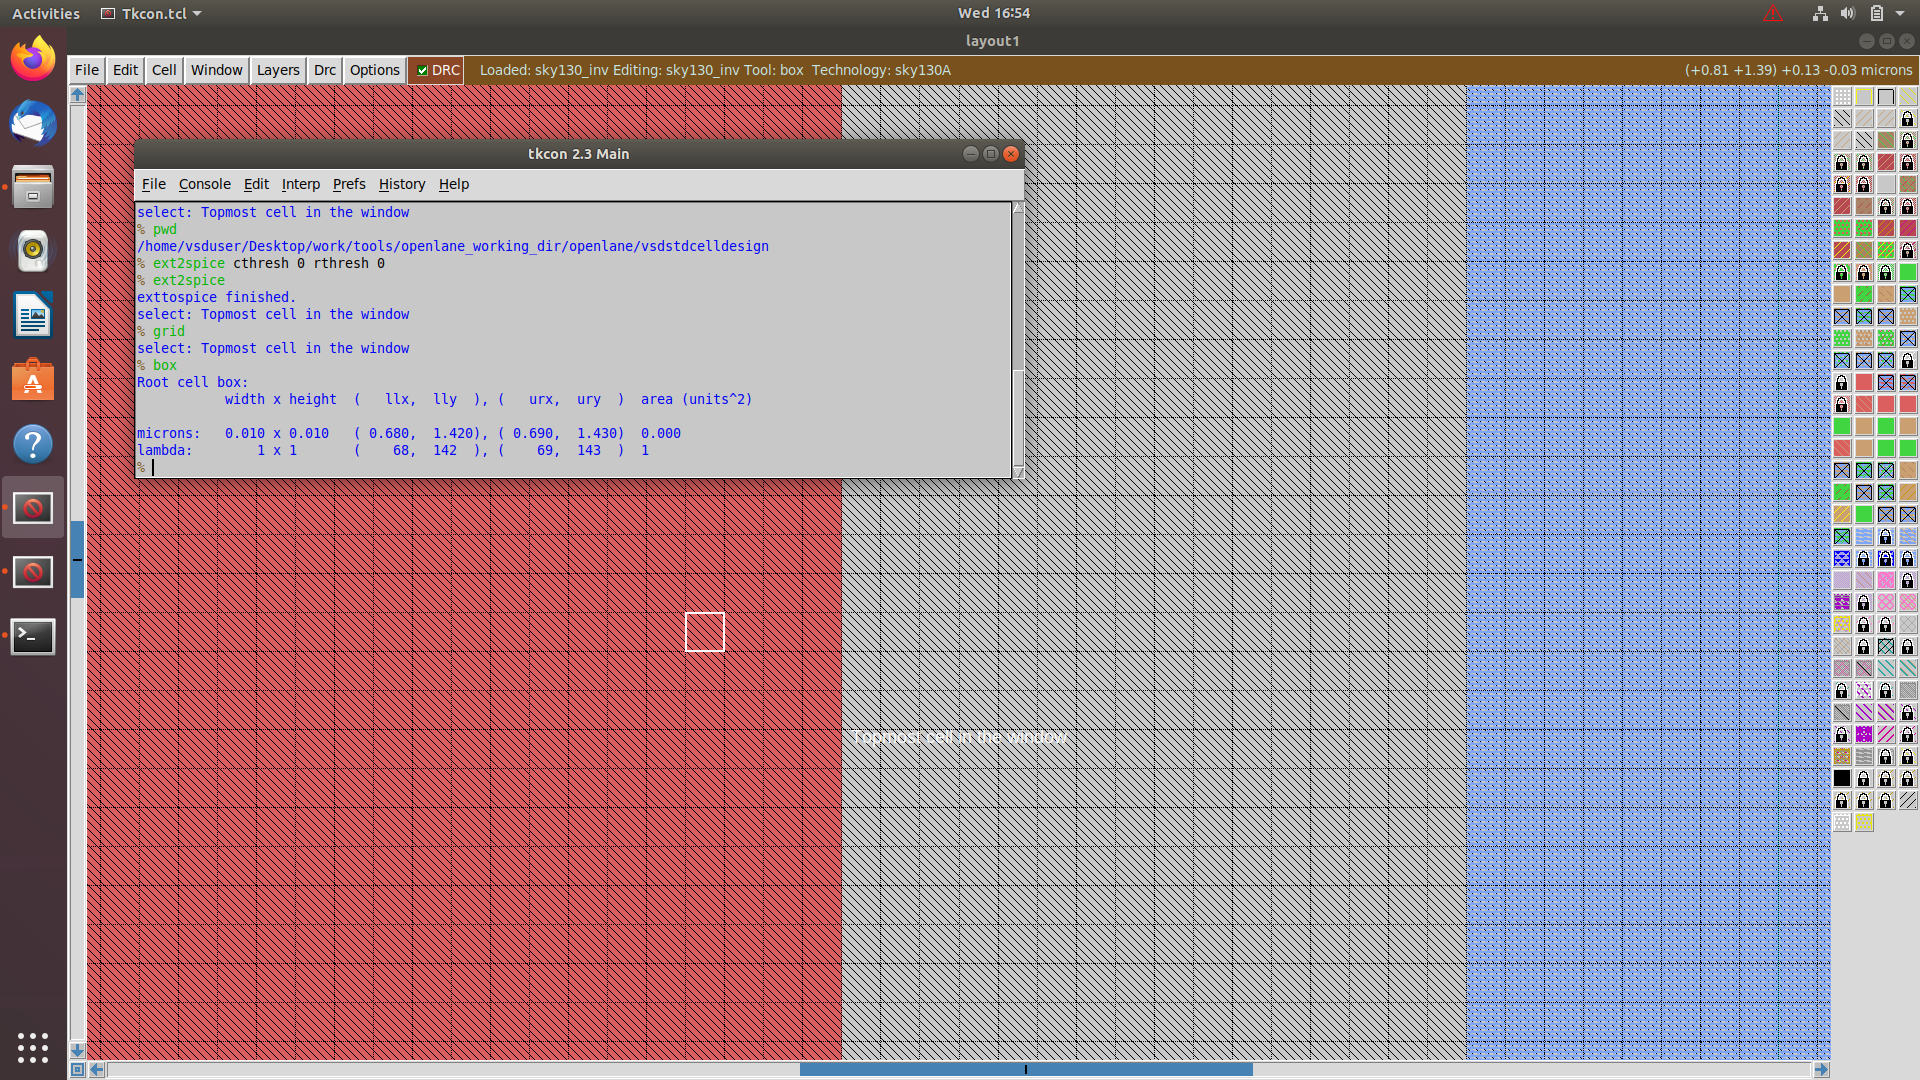 Activities Tkcon.tcl Wed 16:54
layout1
File Edit Cell Window Layers Drc Options DRC Loaded: sky130_inv Editing: sky130_inv Tool: box Technology: sky130A (+0.81 +1.39) +0.13 -0.03 microns
tkcon 2.3 Main
File Console Edit Interp Prefs History Help
select: Topmost cell in the window
% pwd
/home/vsduser/Desktop/work/tools/openlane_working_dir/openlane/vsdstdcelldesign
% ext2spice cthresh 0 rthresh 0
% ext2spice
exttospice finished.
select: Topmost cell in the window
% grid
select: Topmost cell in the window
% box
Root cell box:
width x height ( llx, lly ), ( urx, ury ) area (units^2)
microns: 0.010 x 0.010 ( 0.680, 1.420), ( 0.690, 1.430) 0.000
lambda: 1 x 1 ( 68, 142 ), ( 69, 143 ) 1
%
Topmost cell in the window